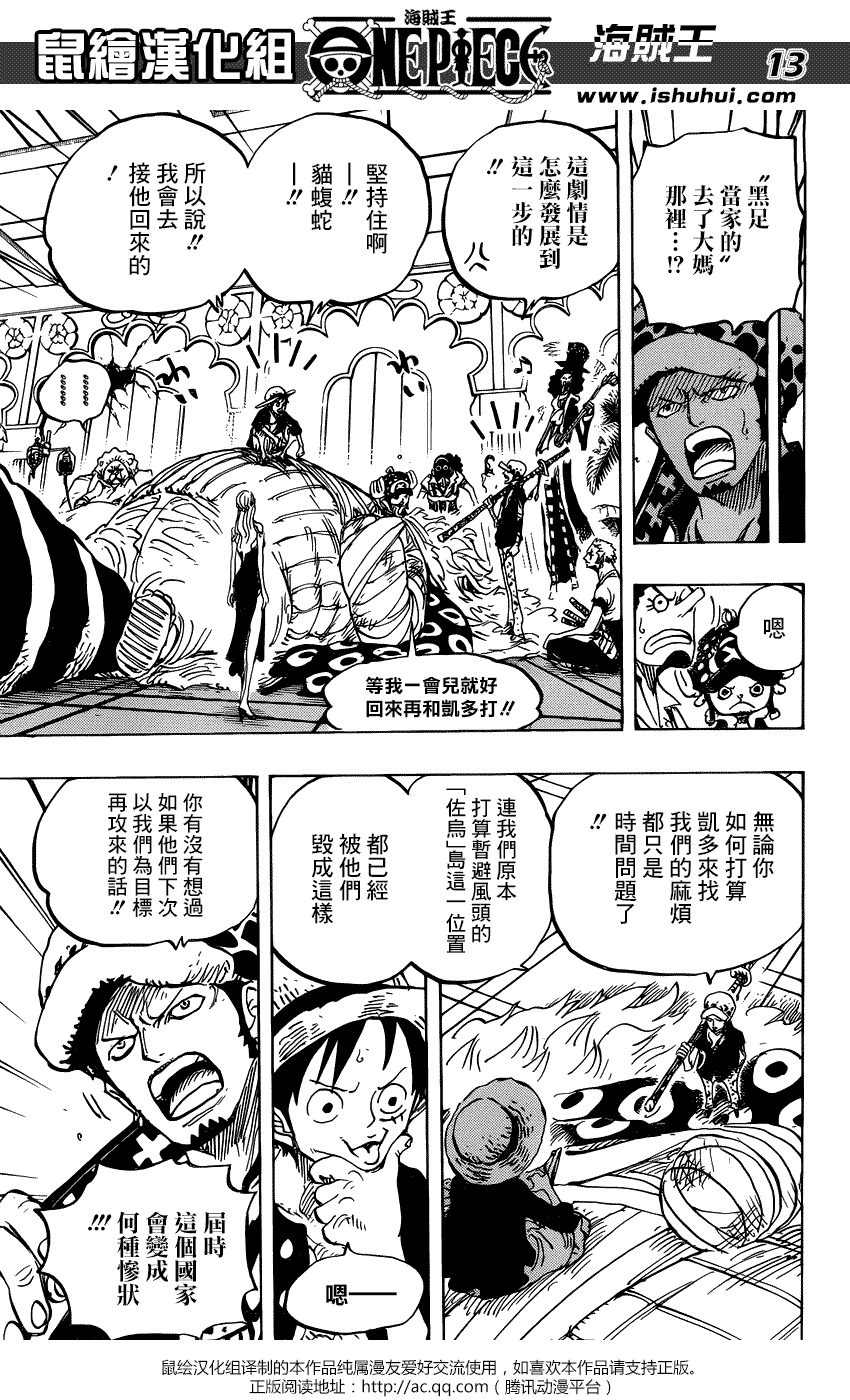 鼠繪漢化組
海賊王
ONE PIECE
海賊王
13
www.ishuhui.com
〝黑足
當家的〞
去了大媽
那裡…!?
這劇情是
怎麼發展到
這一步的
!!
堅持住啊
—!!
貓蝮蛇
—!!
所以說!!
我會去
接他回來的
!!
等我一會兒就好
回來再和凱多打!!
嗯
無論你
如何打算
凱多來找
我們的麻煩
都只是
時間問題了
!!
連我們原本
打算暫避風頭的
「佐烏」島這一位置
都已經
被他們
毀成這樣
嗯——
你有沒有想過
如果他們下次
以我們為目標
再攻來的話!!
屆時
這個國家
會變成
何種慘狀
!!!
鼠绘汉化组译制的本作品纯属漫友爱好交流使用，如喜欢本作品请支持正版。
正版阅读地址：http://ac.qq.com（腾讯动漫平台）